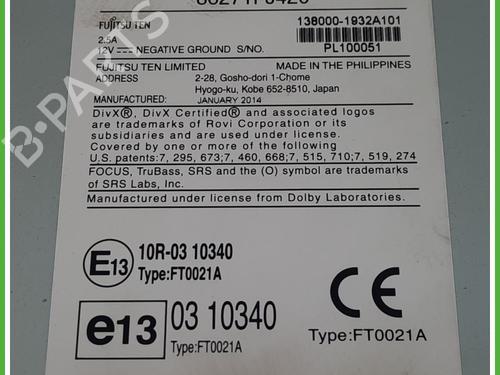 FUJITSU TEN
138000-1932A101
2.5A
12V NEGATIVE GROUND S/NO. PL100051
FUJITSU TEN LIMITED MADE IN THE PHILIPPINES
ADDRESS 2-28, Gosho-dori 1-Chome
Hyogo-ku, Kobe 652-8510, Japan
MANUFACTURED: JANUARY 2014
DivX®, DivX Certified® and associated logos
are trademarks of Rovi Corporation or its
subsidiaries and are used under license.
Covered by one or more of the following
U.S. patents:7, 295, 673;7, 460, 668;7, 515, 710;7, 519, 274
FOCUS, TruBass, SRS and the (O) symbol are trademark
of SRS Labs, Inc.
Manufactured under license from Dolby Laboratories.
E13 10R-03 10340
Type:FT0021A
e13 03 10340
Type:FT0021A
CE
Type:FT0021A